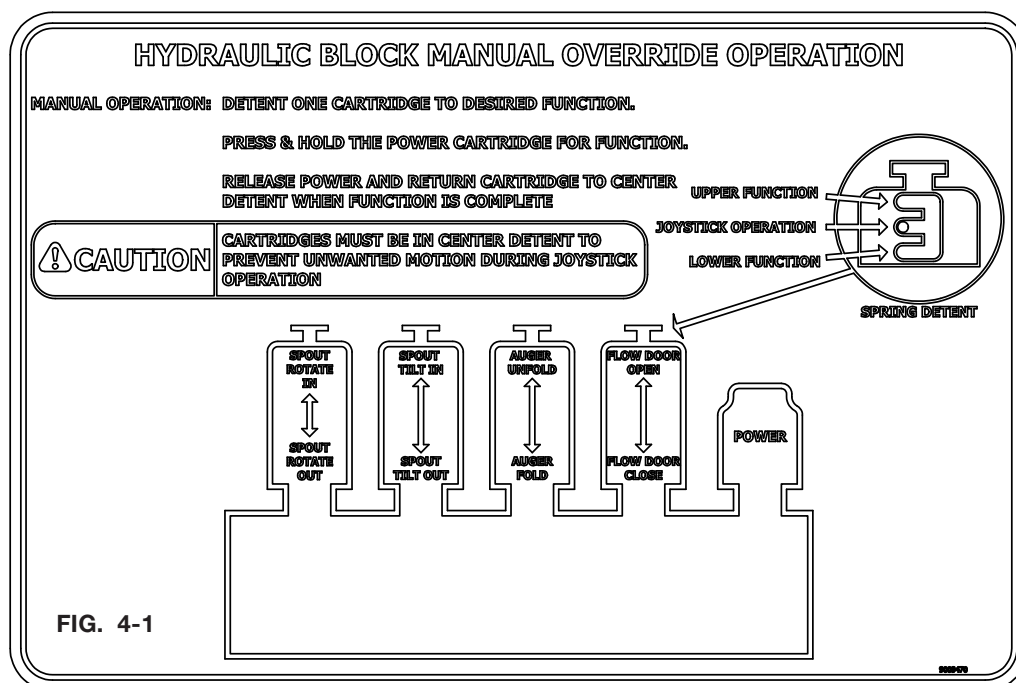 HYDRAULIC BLOCK MANUAL OVERRIDE OPERATION
MANUAL OPERATION: DETENT ONE CARTRIDGE TO DESIRED FUNCTION.
PRESS & HOLD THE POWER CARTRIDGE FOR FUNCTION.
RELEASE POWER AND RETURN CARTRIDGE TO CENTER
DETENT WHEN FUNCTION IS COMPLETE
CAUTION
CARTRIDGES MUST BE IN CENTER DETENT TO
PREVENT UNWANTED MOTION DURING JOYSTICK
OPERATION
UPPER FUNCTION
JOYSTICK OPERATION
LOWER FUNCTION
SPRING DETENT
SPOUT
ROTATE
IN
SPOUT
ROTATE
OUT
SPOUT
TILT IN
SPOUT
TILT OUT
AUGER
UNFOLD
AUGER
FOLD
FLOW DOOR
OPEN
FLOW DOOR
CLOSE
POWER
FIG. 4-1